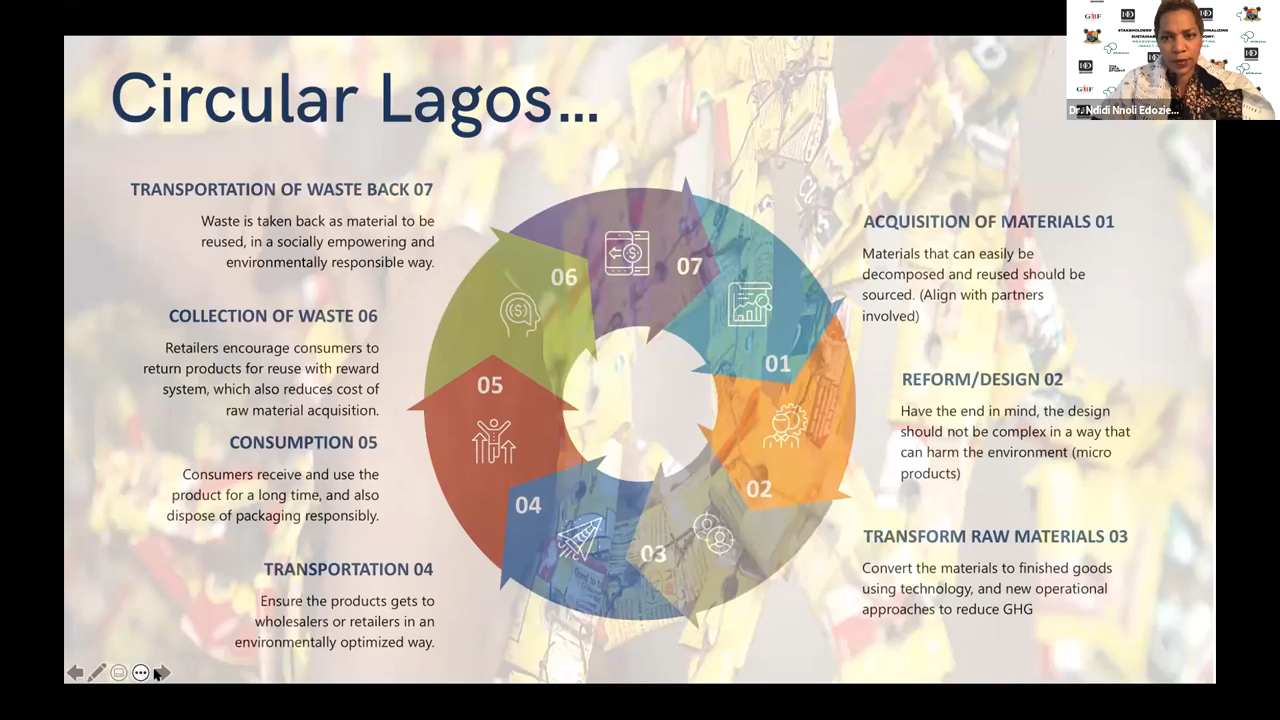 Circular Lagos...
TRANSPORTATION OF WASTE BACK 07
Waste is taken back as material to be
reused, in a socially empowering and
environmentally responsible way.
COLLECTION OF WASTE 06
Retailers encourage consumers to
return products for reuse with reward
system, which also reduces cost of
raw material acquisition.
CONSUMPTION 05
Consumers receive and use the
product for a long time, and also
dispose of packaging responsibly.
TRANSPORTATION 04
Ensure the products gets to
wholesalers or retailers in an
environmentally optimized way.
06
07
05
01
04
02
03
ACQUISITION OF MATERIALS 01
Materials that can easily be
decomposed and reused should be
sourced. (Align with partners
involved)
REFORM/DESIGN 02
Have the end in mind, the design
should not be complex in a way that
can harm the environment (micro
products)
TRANSFORM RAW MATERIALS 03
Convert the materials to finished goods
using technology, and new operational
approaches to reduce GHG
GBF
GBF
Dr. Ndidi Nnoli Edozie...